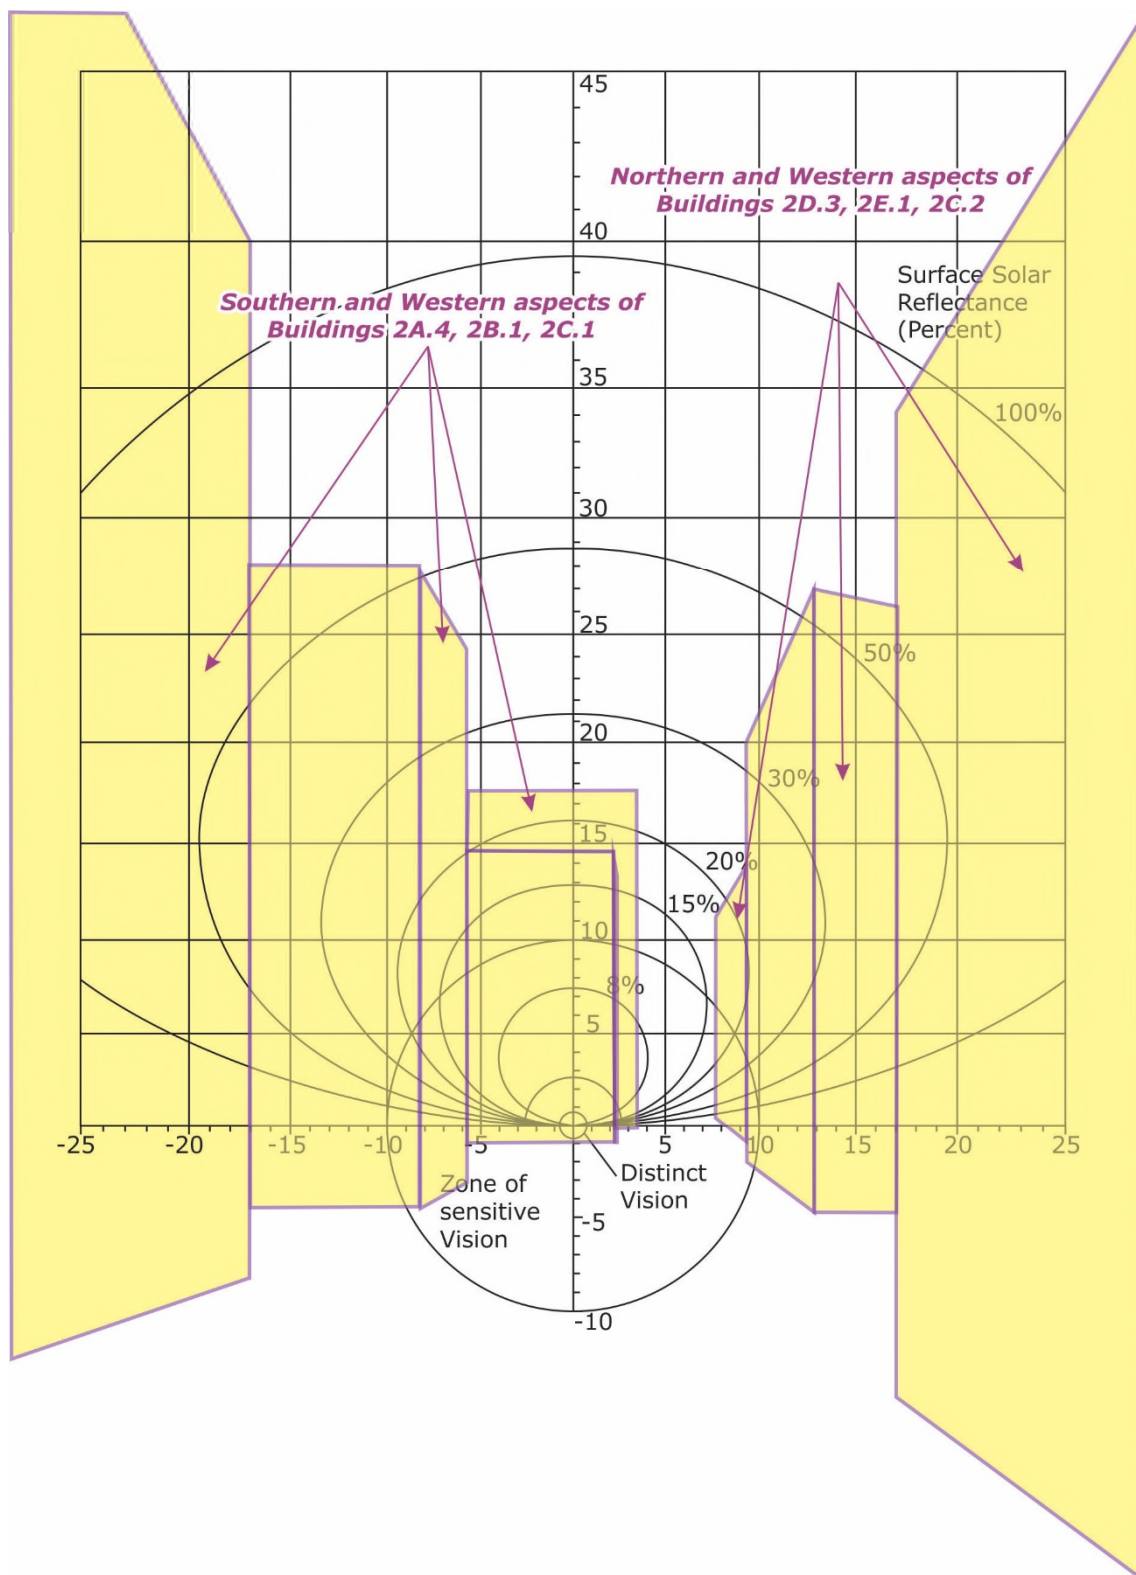 45
Northern and Western aspects of
Buildings 2D.3, 2E.1, 2C.2
40
Surface Solar
Reflectance
(Percent)
Southern and Western aspects of
Buildings 2A.4, 2B.1, 2C.1
35
100%
30
25
50%
20
30%
15
20%
15%
10
8%
5
-25 -20 -15 -10 -5 5 10 15 20 25
Distinct
Vision
Zone of
sensitive
Vision
-5
-10